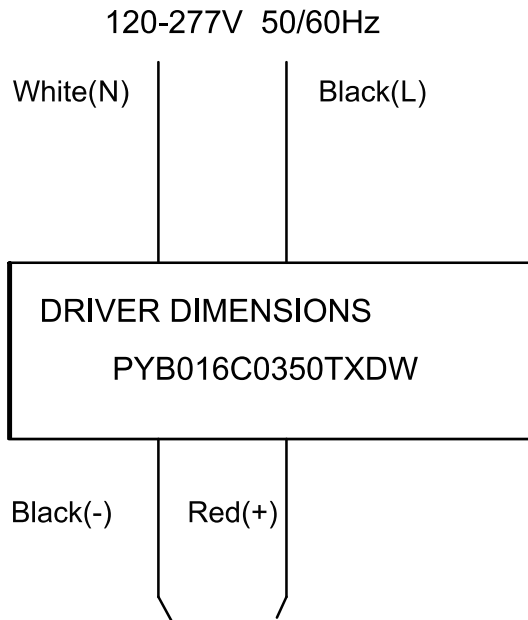 120-277V 50/60Hz
White(N) Black(L)
DRIVER DIMENSIONS
PYB016C0350TXDW
Black(-) Red(+)